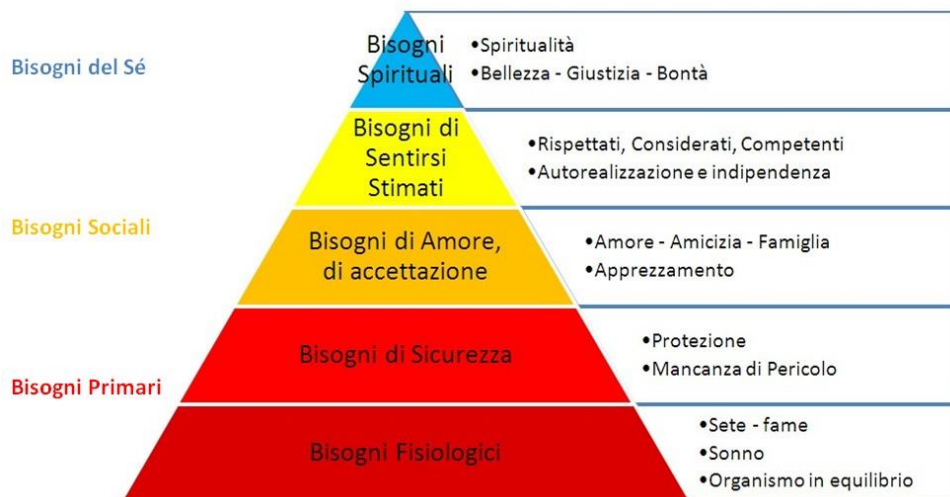 Bisogni del Sé
Bisogni
Spirituali
•Spiritualità
•Bellezza - Giustizia - Bontà
Bisogni di
Sentirsi
Stimati
•Rispettati, Considerati, Competenti
•Autorealizzazione e indipendenza
Bisogni Sociali
Bisogni di Amore,
di accettazione
•Amore - Amicizia - Famiglia
•Apprezzamento
Bisogni di Sicurezza
•Protezione
•Mancanza di Pericolo
Bisogni Primari
Bisogni Fisiologici
•Sete - fame
•Sonno
•Organismo in equilibrio